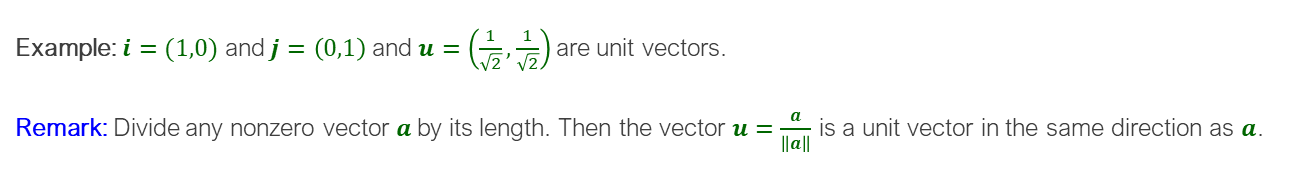 Example: i = (1,0) and j = (0,1) and u = (1/√2, 1/√2) are unit vectors.
Remark: Divide any nonzero vector a by its length. Then the vector u = a/‖a‖ is a unit vector in the same direction as a.